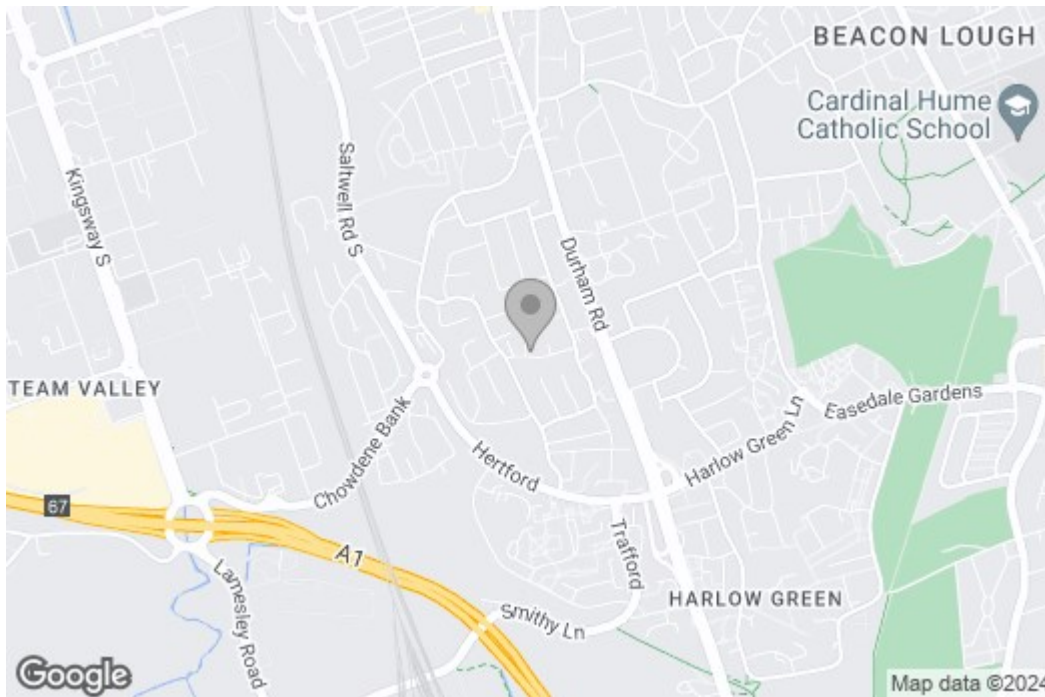 BEACON LOUGH
Cardinal Hume
Catholic School
Kingsway S
Saltwell Rd S
Durham Rd
TEAM VALLEY
Easedale Gardens
Chowdene Bank
Hertford
Harlow Green Ln
67
A1
Trafford
Lamesley Road
Smithy Ln
HARLOW GREEN
Google
Map data ©2024